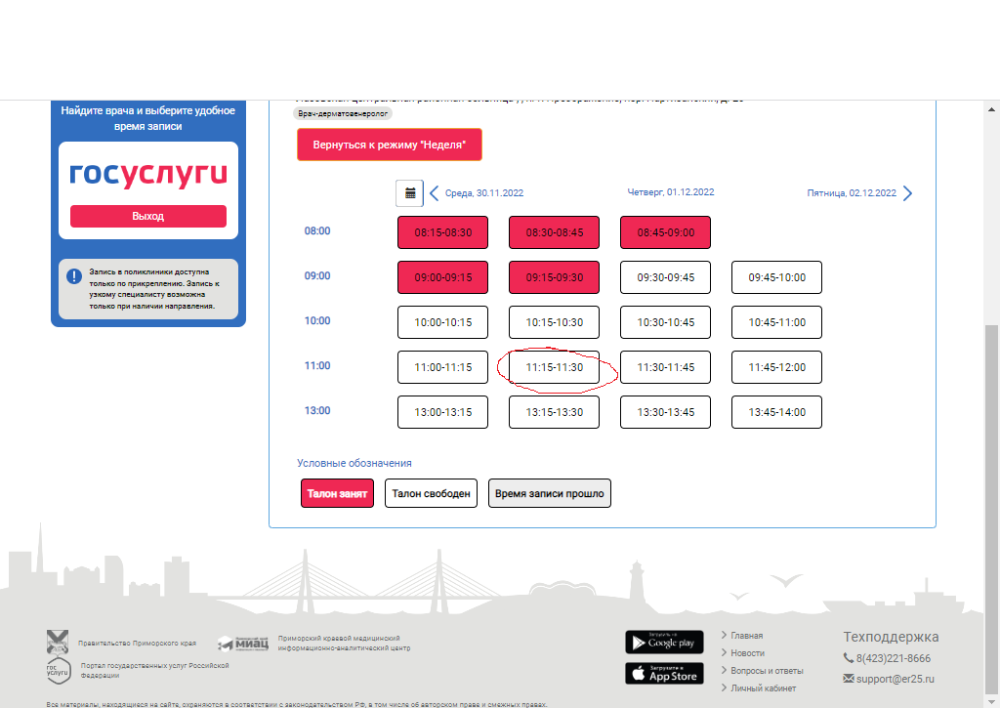 Найдите врача и выберите удобное
время записи
госуслуги
Выход
Запись в поликлиники доступна
только по прикреплению. Запись к
узкому специалисту возможна
только при наличии направления.
Врач-дерматовенеролог
Вернуться к режиму "Неделя"
Среда, 30.11.2022 Четверг, 01.12.2022 Пятница, 02.12.2022
08:00 08:15-08:30 08:30-08:45 08:45-09:00
09:00 09:00-09:15 09:15-09:30 09:30-09:45 09:45-10:00
10:00 10:00-10:15 10:15-10:30 10:30-10:45 10:45-11:00
11:00 11:00-11:15 11:15-11:30 11:30-11:45 11:45-12:00
13:00 13:00-13:15 13:15-13:30 13:30-13:45 13:45-14:00
Условные обозначения
Талон занят Талон свободен Время записи прошло
Правительство Приморского края
МИАЦ
Приморский краевой медицинский
информационно-аналитический центр
гос
услуги
Портал государственных услуг Российской
Федерации
Загрузить на
Google play
Загрузите в
App Store
Главная
Новости
Вопросы и ответы
Личный кабинет
Техподдержка
8(423)221-8666
support@er25.ru
Все материалы, находящиеся на сайте, охраняются в соответствии с законодательством РФ, в том числе об авторском праве и смежных правах.